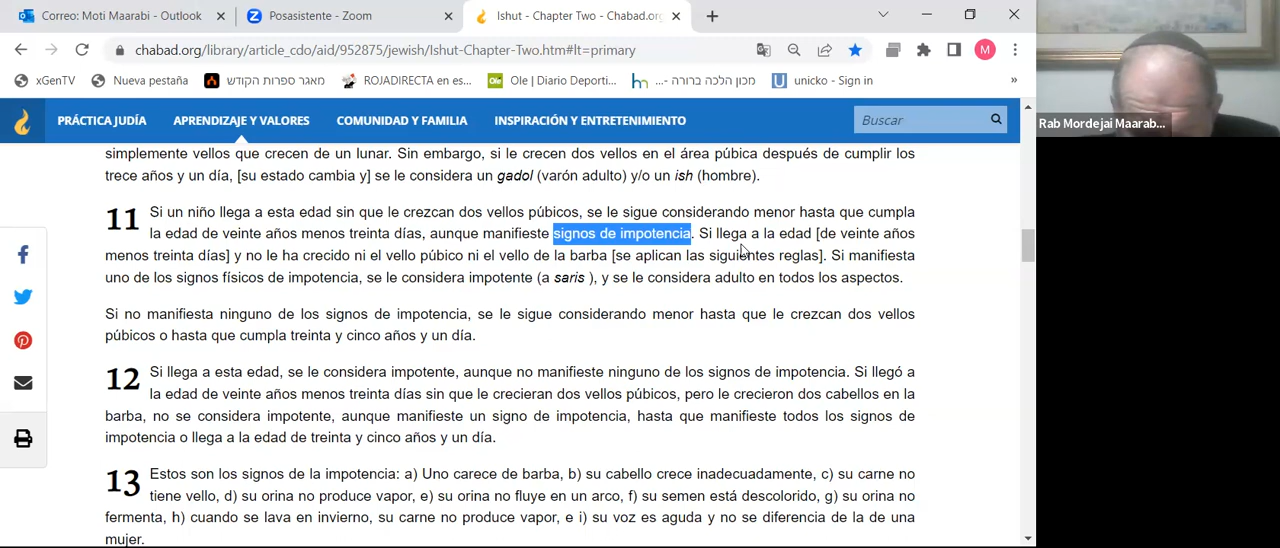 Correo: Moti Maarabi - Outlook
Posasistente - Zoom
Ishut - Chapter Two - Chabad.org
chabad.org/library/article_cdo/aid/952875/jewish/Ishut-Chapter-Two.htm#lt=primary
M
xGenTV
Nueva pestaña
מאגר ספרות הקודש
ROJADIRECTA en es...
Ole | Diario Deporti...
מכון הלכה ברורה -...
unicko - Sign in
»
PRÁCTICA JUDÍA
APRENDIZAJE Y VALORES
COMUNIDAD Y FAMILIA
INSPIRACIÓN Y ENTRETENIMIENTO
Buscar
Rab Mordejai Maarab...
simplemente vellos que crecen de un lunar. Sin embargo, si le crecen dos vellos en el área púbica después de cumplir los
trece años y un día, [su estado cambia y] se le considera un gadol (varón adulto) y/o un ish (hombre).
11 Si un niño llega a esta edad sin que le crezcan dos vellos púbicos, se le sigue considerando menor hasta que cumpla
la edad de veinte años menos treinta días, aunque manifieste signos de impotencia. Si llega a la edad [de veinte años
menos treinta días] y no le ha crecido ni el vello púbico ni el vello de la barba [se aplican las siguientes reglas]. Si manifiesta
uno de los signos físicos de impotencia, se le considera impotente (a saris ), y se le considera adulto en todos los aspectos.
Si no manifiesta ninguno de los signos de impotencia, se le sigue considerando menor hasta que le crezcan dos vellos
púbicos o hasta que cumpla treinta y cinco años y un día.
12 Si llega a esta edad, se le considera impotente, aunque no manifieste ninguno de los signos de impotencia. Si llegó a
la edad de veinte años menos treinta días sin que le crecieran dos vellos púbicos, pero le crecieron dos cabellos en la
barba, no se considera impotente, aunque manifieste un signo de impotencia, hasta que manifieste todos los signos de
impotencia o llega a la edad de treinta y cinco años y un día.
13 Estos son los signos de la impotencia: a) Uno carece de barba, b) su cabello crece inadecuadamente, c) su carne no
tiene vello, d) su orina no produce vapor, e) su orina no fluye en un arco, f) su semen está descolorido, g) su orina no
fermenta, h) cuando se lava en invierno, su carne no produce vapor, e i) su voz es aguda y no se diferencia de la de una
mujer.